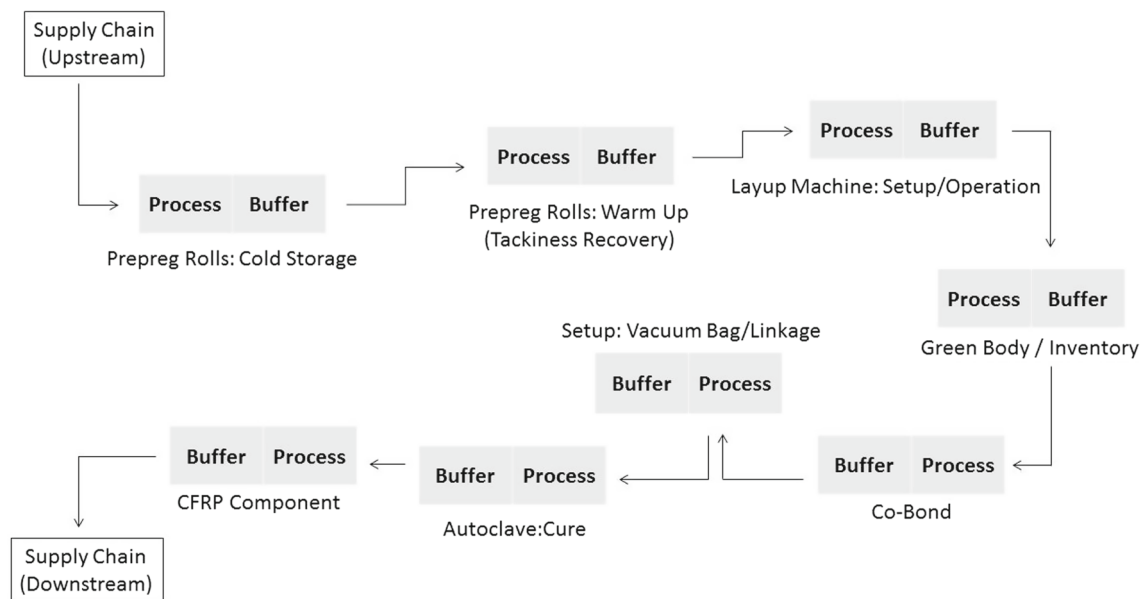 Supply Chain
(Upstream)
Process Buffer
Prepreg Rolls: Cold Storage
Process Buffer
Prepreg Rolls: Warm Up
(Tackiness Recovery)
Process Buffer
Layup Machine: Setup/Operation
Process Buffer
Green Body / Inventory
Buffer Process
Co-Bond
Setup: Vacuum Bag/Linkage
Buffer Process
Buffer Process
Autoclave:Cure
Buffer Process
CFRP Component
Supply Chain
(Downstream)